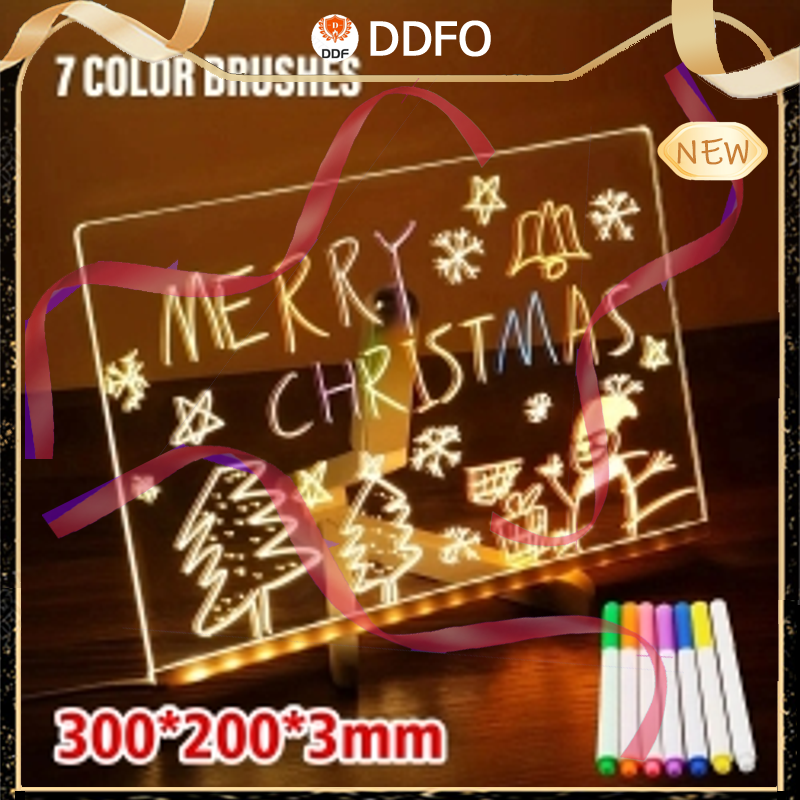 DDF
DDFO
7 COLOR BRUSHES
NEW
MERRY
CHRISTMAS
300*200*3mm